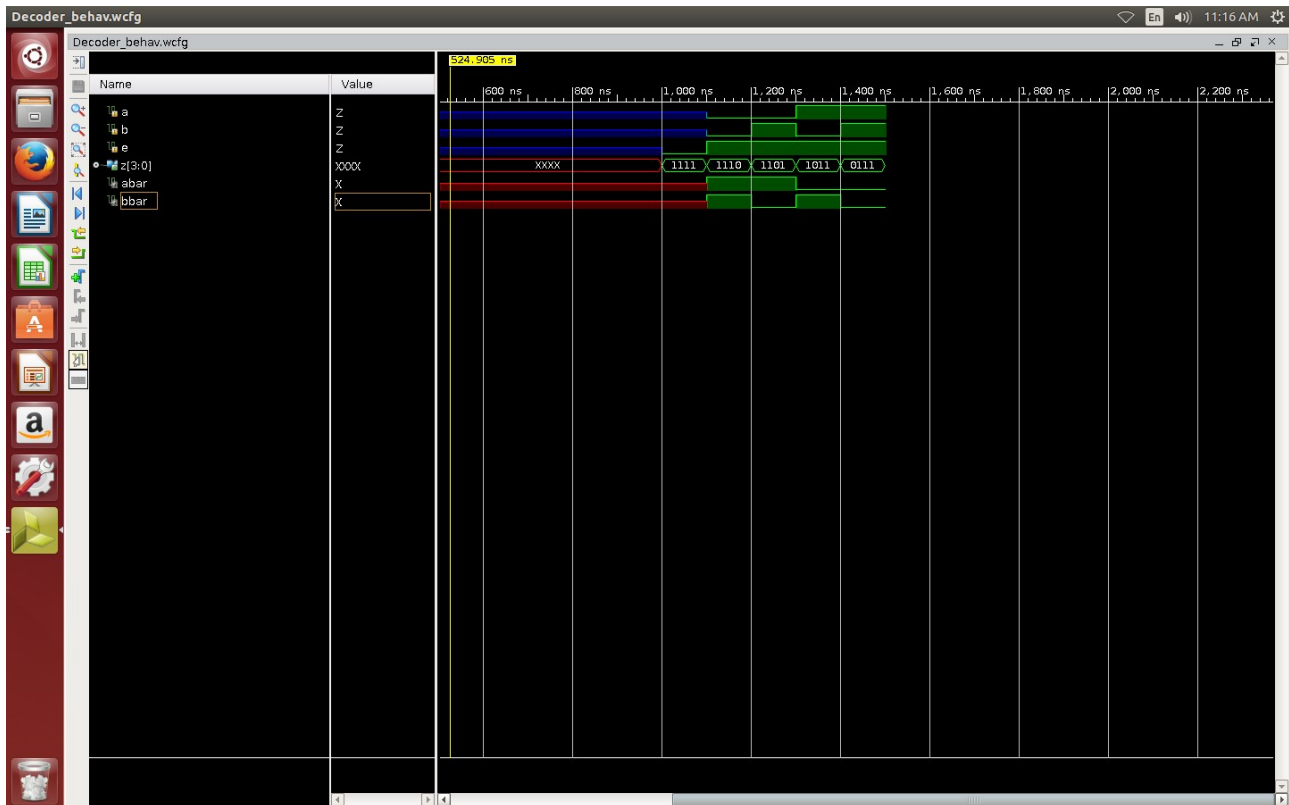 Decoder_behav.wcfg En 11:16 AM
Decoder_behav.wcfg
524.905 ns
Name Value 600 ns 800 ns 1,000 ns 1,200 ns 1,400 ns 1,600 ns 1,800 ns 2,000 ns 2,200 ns
a Z
b Z
e Z
z[3:0] XXXX XXXX 1111 1110 1101 1011 0111
abar X
bbar X
a